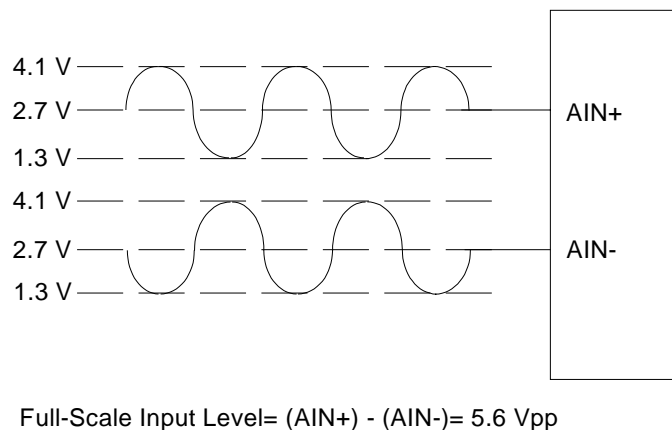 4.1 V
2.7 V
AIN+
1.3 V
4.1 V
2.7 V
AIN-
1.3 V
Full-Scale Input Level= (AIN+) - (AIN-)= 5.6 Vpp